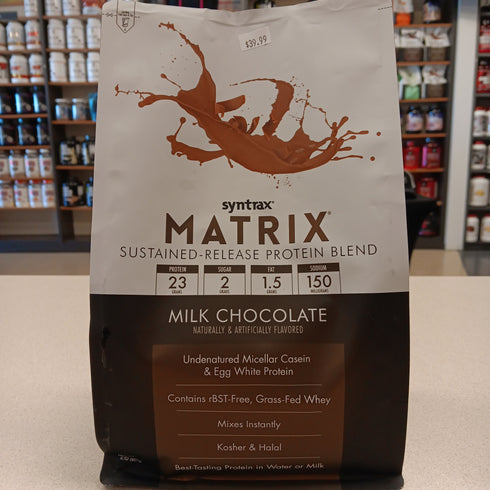 $39.99
syntrax®
MATRIX®
SUSTAINED-RELEASE PROTEIN BLEND
PROTEIN SUGAR FAT SODIUM
23 2 1.5 150
GRAMS GRAMS GRAMS MILLIGRAMS
MILK CHOCOLATE
NATURALLY & ARTIFICIALLY FLAVORED
Undenatured Micellar Casein
& Egg White Protein
Contains rBST-Free, Grass-Fed Whey
Mixes Instantly
Kosher & Halal
Best-Tasting Protein in Water or Milk